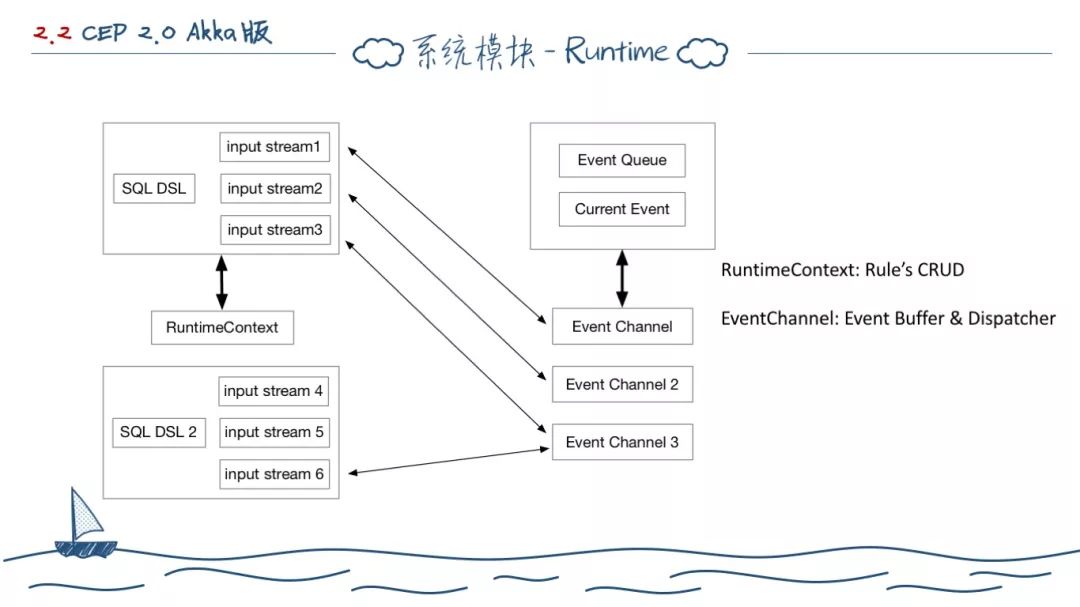 2.2 CEP 2.0 Akka版
系统模块 - Runtime
input stream1
SQL DSL
input stream2
input stream3
RuntimeContext
input stream 4
SQL DSL 2
input stream 5
input stream 6
Event Queue
Current Event
Event Channel
Event Channel 2
Event Channel 3
RuntimeContext: Rule’s CRUD
EventChannel: Event Buffer & Dispatcher